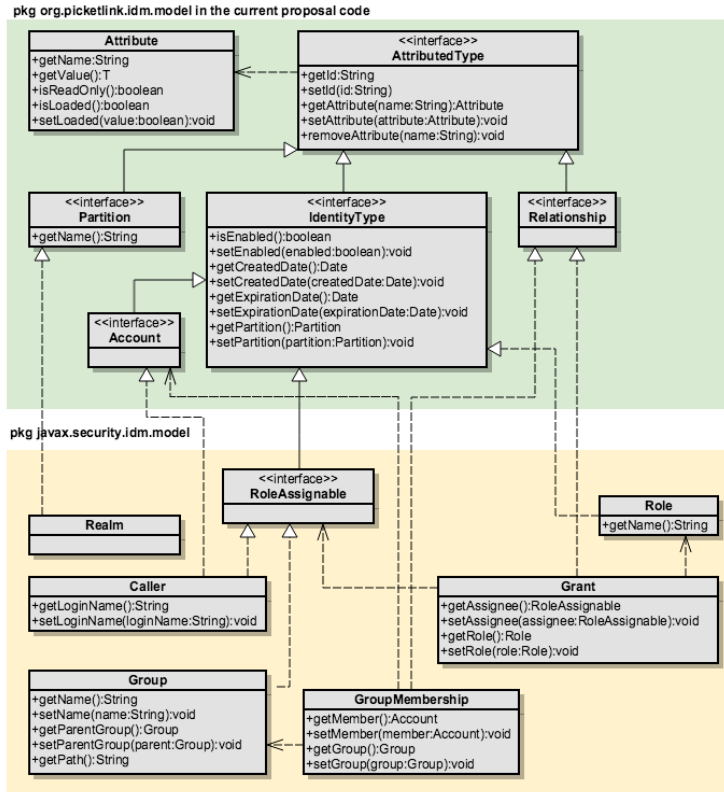 pkg org.picketlink.idm.model in the current proposal code
Attribute
+getName:String
+getValue():T
+isReadOnly():boolean
+isLoaded():boolean
+setLoaded(value:boolean):void
<<interface>>
AttributedType
+getId:String
+setId(id:String)
+getAttribute(name:String):Attribute
+setAttribute(attribute:Attribute):void
+removeAttribute(name:String):void
<<interface>>
Partition
+getName():String
<<interface>>
IdentityType
+isEnabled():boolean
+setEnabled(enabled:boolean):void
+getCreatedDate():Date
+setCreatedDate(createdDate:Date):void
+getExpirationDate():Date
+setExpirationDate(expirationDate:Date):void
+getPartition():Partition
+setPartition(partition:Partition):void
<<interface>>
Relationship
<<interface>>
Account
pkg javax.security.idm.model
<<interface>>
RoleAssignable
Role
+getName():String
Realm
Caller
+getLoginName():String
+setLoginName(loginName:String):void
Grant
+getAssignee():RoleAssignable
+setAssignee(assignee:RoleAssignable):void
+getRole():Role
+setRole(role:Role):void
Group
+getName():String
+setName(name:String):void
+getParentGroup():Group
+setParentGroup(parent:Group):void
+getPath():String
GroupMembership
+getMember():Account
+setMember(member:Account):void
+getGroup():Group
+setGroup(group:Group):void